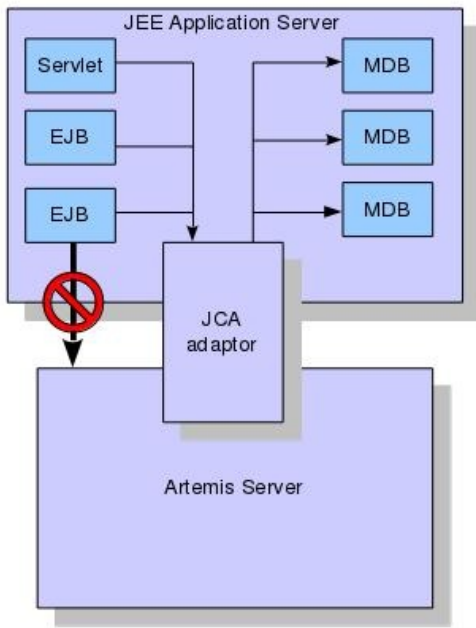 JEE Application Server
Servlet
MDB
EJB
MDB
EJB
MDB
JCA
adaptor
Artemis Server